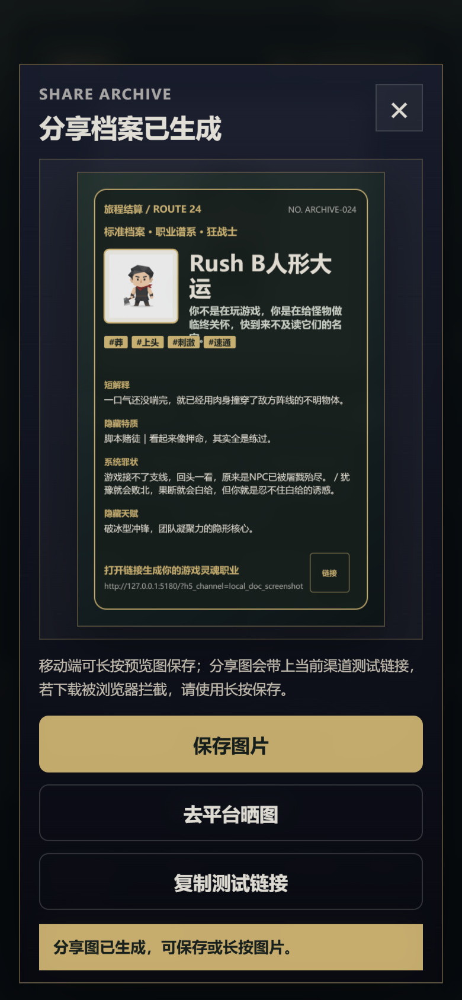 SHARE ARCHIVE
分享档案已生成
旅程结算 / ROUTE 24
NO. ARCHIVE-024
标准档案 • 职业谱系 • 狂战士
Rush B人形大
运
你不是在玩游戏，你是在给怪物做
临终关怀，快到来不及读它们的名
#莽 #上头 #刺激 #速通
短解释
一口气还没喘完，就已经用肉身撞穿了敌方阵线的不明物体。
隐藏特质
脚本赌徒 | 看起来像押命，其实全是练过。
系统罪状
游戏接不了支线，回头一看，原来是NPC已被屠戮殆尽。 / 犹
豫就会败北，果断就会白给，但你就是忍不住白给的诱惑。
隐藏天赋
破冰型冲锋，团队凝聚力的隐形核心。
打开链接生成你的游戏灵魂职业
http://127.0.0.1:5180/?h5_channel=local_doc_screenshot
链接
移动端可长按预览图保存；分享图会带上当前渠道测试链接，
若下载被浏览器拦截，请使用长按保存。
保存图片
去平台晒图
复制测试链接
分享图已生成，可保存或长按图片。